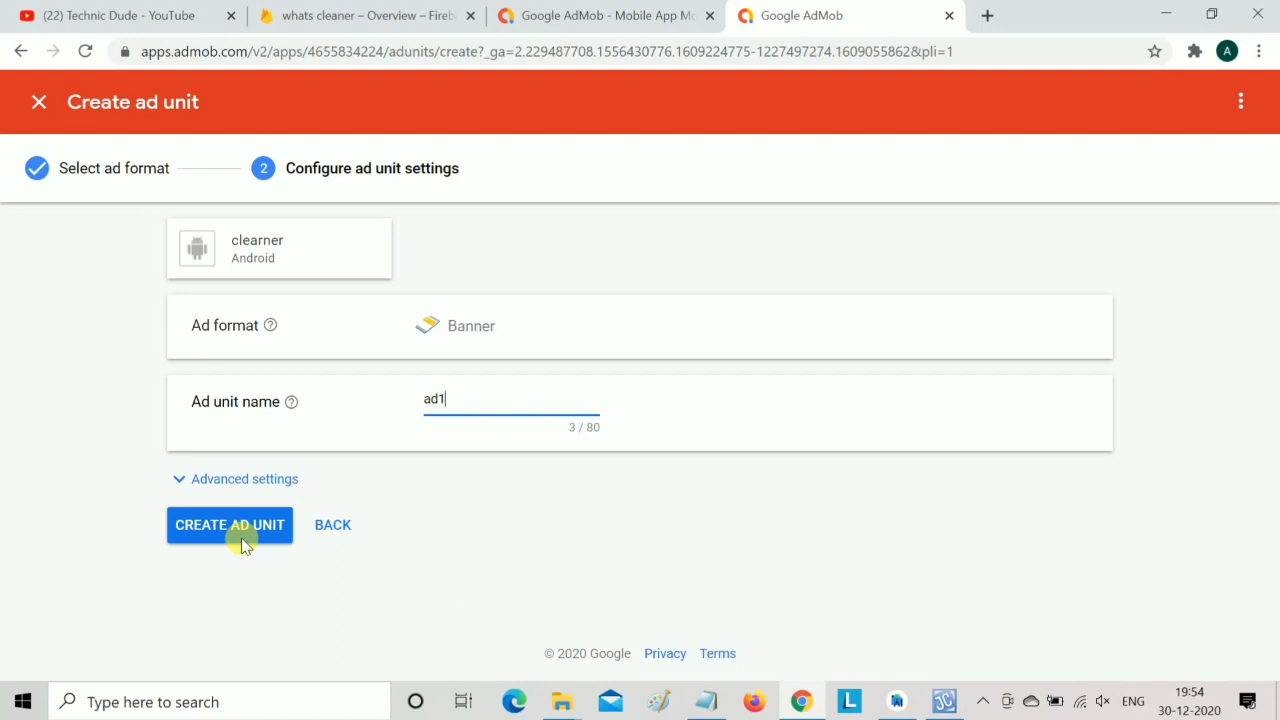 (22) Technic Dude - YouTube
whats cleaner – Overview – Fireb
Google AdMob - Mobile App Mo
Google AdMob
apps.admob.com/v2/apps/4655834224/adunits/create?_ga=2.229487708.1556430776.1609224775-1227497274.1609055862&pli=1
A
Create ad unit
Select ad format
2
Configure ad unit settings
clearner
Android
Ad format
Banner
Ad unit name
ad1
3 / 80
Advanced settings
CREATE AD UNIT
BACK
© 2020 Google
Privacy
Terms
Type here to search
L
JC
ENG
19:54
30-12-2020